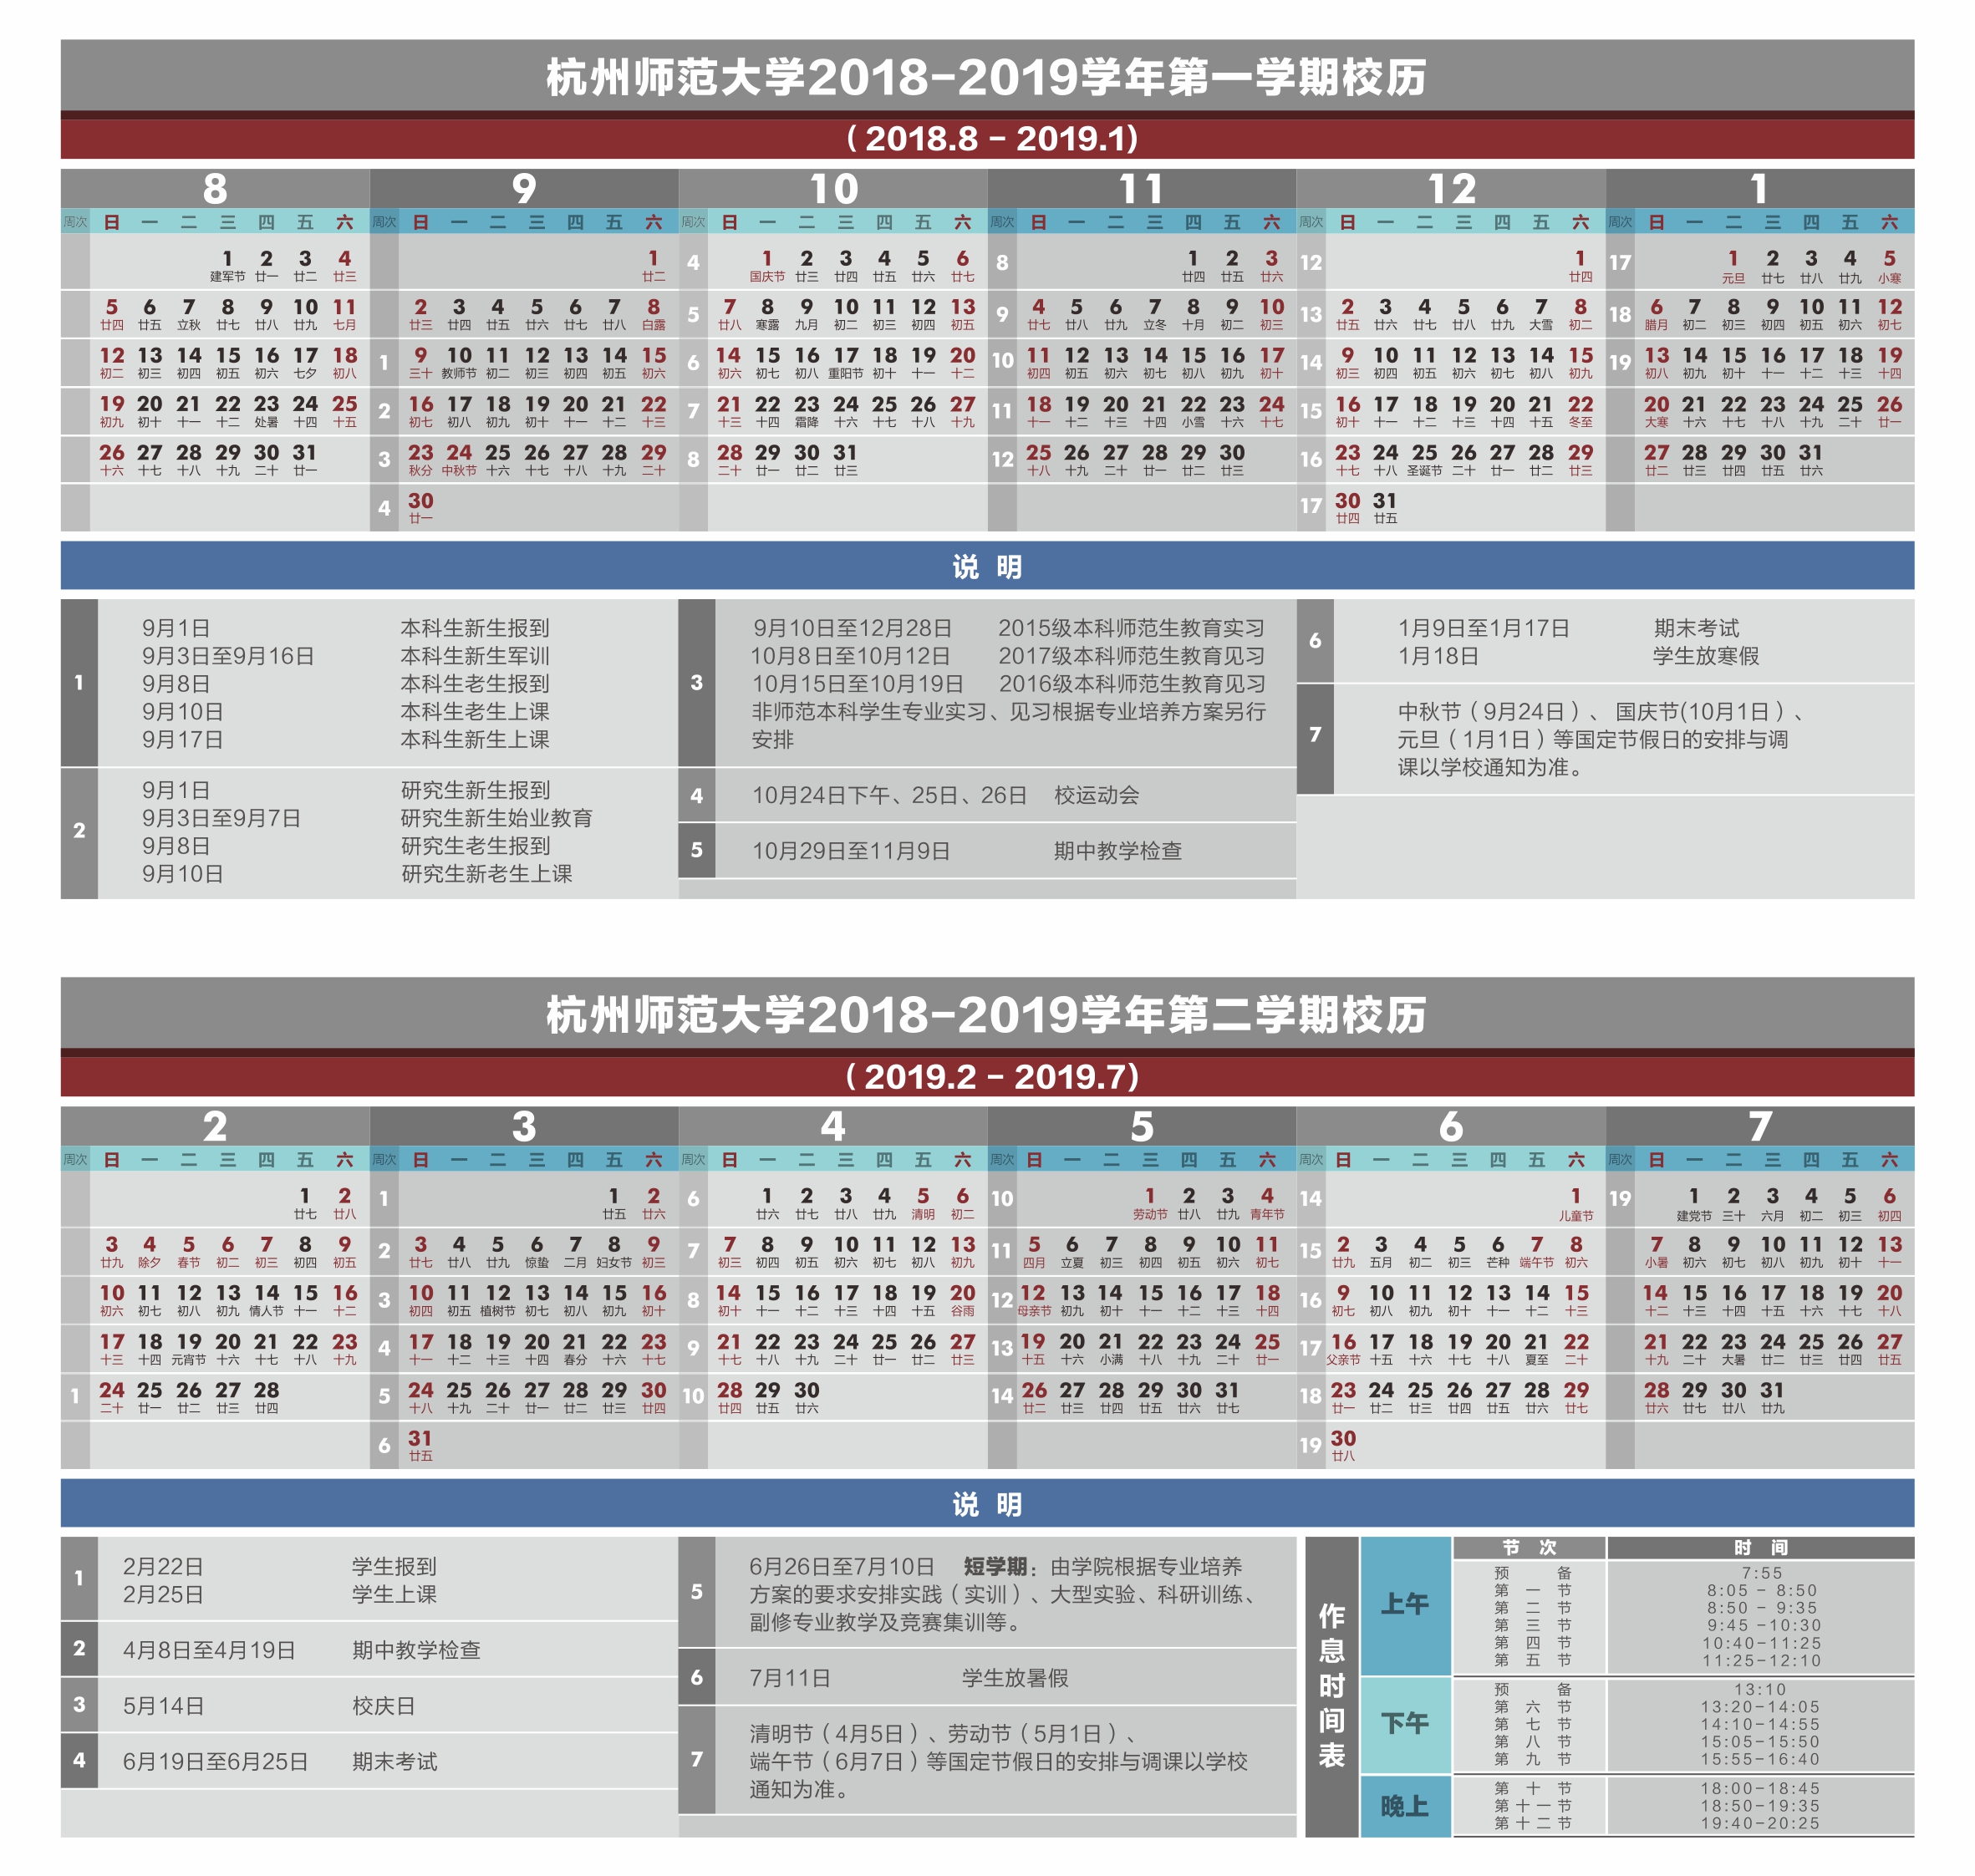 杭州师范大学2018-2019学年第一学期校历
( 2018.8 - 2019.1)
8 9 10 11 12 1
周次 日 一 二 三 四 五 六 周次 日 一 二 三 四 五 六 周次 日 一 二 三 四 五 六 周次 日 一 二 三 四 五 六 周次 日 一 二 三 四 五 六 周次 日 一 二 三 四 五 六
1 2 3 4 1 4 1 2 3 4 5 6 8 1 2 3 12 1 17 1 2 3 4 5
建军节 廿一 廿二 廿三 廿二 国庆节 廿三 廿四 廿五 廿六 廿七 廿四 廿五 廿六 廿四 元旦 廿七 廿八 廿九 小寒
5 6 7 8 9 10 11 2 3 4 5 6 7 8 5 7 8 9 10 11 12 13 9 4 5 6 7 8 9 10 13 2 3 4 5 6 7 8 18 6 7 8 9 10 11 12
廿四 廿五 立秋 廿七 廿八 廿九 七月 廿三 廿四 廿五 廿六 廿七 廿八 白露 廿八 寒露 九月 初二 初三 初四 初五 廿七 廿八 廿九 立冬 十月 初二 初三 廿五 廿六 廿七 廿八 廿九 大雪 初二 腊月 初二 初三 初四 初五 初六 初七
12 13 14 15 16 17 18 1 9 10 11 12 13 14 15 6 14 15 16 17 18 19 20 10 11 12 13 14 15 16 17 14 9 10 11 12 13 14 15 19 13 14 15 16 17 18 19
初二 初三 初四 初五 初六 七夕 初八 三十 教师节 初二 初三 初四 初五 初六 初六 初七 初八 重阳节 初十 十一 十二 初四 初五 初六 初七 初八 初九 初十 初三 初四 初五 初六 初七 初八 初九 初八 初九 初十 十一 十二 十三 十四
19 20 21 22 23 24 25 2 16 17 18 19 20 21 22 7 21 22 23 24 25 26 27 11 18 19 20 21 22 23 24 15 16 17 18 19 20 21 22 20 21 22 23 24 25 26
初九 初十 十一 十二 处暑 十四 十五 初七 初八 初九 初十 十一 十二 十三 十三 十四 霜降 十六 十七 十八 十九 十一 十二 十三 十四 小雪 十六 十七 初十 十一 十二 十三 十四 十五 冬至 大寒 十六 十七 十八 十九 二十 廿一
26 27 28 29 30 31 3 23 24 25 26 27 28 29 8 28 29 30 31 12 25 26 27 28 29 30 16 23 24 25 26 27 28 29 27 28 29 30 31
十六 十七 十八 十九 二十 廿一 秋分 中秋节 十六 十七 十八 十九 二十 二十 廿一 廿二 廿三 十八 十九 二十 廿一 廿二 廿三 十七 十八 圣诞节 二十 廿一 廿二 廿三 廿二 廿三 廿四 廿五 廿六
4 30 17 30 31
廿一 廿四 廿五
说 明
1
9月1日 本科生新生报到
9月3日至9月16日 本科生新生军训
9月8日 本科生老生报到
9月10日 本科生老生上课
9月17日 本科生新生上课
2
9月1日 研究生新生报到
9月3日至9月7日 研究生新生始业教育
9月8日 研究生老生报到
9月10日 研究生新老生上课
3
9月10日至12月28日 2015级本科师范生教育实习
10月8日至10月12日 2017级本科师范生教育见习
10月15日至10月19日 2016级本科师范生教育见习
非师范本科学生专业实习、见习根据专业培养方案另行
安排
4 10月24日下午、25日、26日 校运动会
5 10月29日至11月9日 期中教学检查
6
1月9日至1月17日 期末考试
1月18日 学生放寒假
7
中秋节（9月24日）、国庆节(10月1日）、
元旦（1月1日）等国定节假日的安排与调
课以学校通知为准。
杭州师范大学2018-2019学年第二学期校历
( 2019.2 - 2019.7)
2 3 4 5 6 7
周次 日 一 二 三 四 五 六 周次 日 一 二 三 四 五 六 周次 日 一 二 三 四 五 六 周次 日 一 二 三 四 五 六 周次 日 一 二 三 四 五 六 周次 日 一 二 三 四 五 六
1 2 1 1 2 6 1 2 3 4 5 6 10 1 2 3 4 14 1 19 1 2 3 4 5 6
廿七 廿八 廿五 廿六 廿六 廿七 廿八 廿九 清明 初二 劳动节 廿八 廿九 青年节 儿童节 建党节 三十 六月 初二 初三 初四
3 4 5 6 7 8 9 2 3 4 5 6 7 8 9 7 7 8 9 10 11 12 13 11 5 6 7 8 9 10 11 15 2 3 4 5 6 7 8 7 8 9 10 11 12 13
廿九 除夕 春节 初二 初三 初四 初五 廿七 廿八 廿九 惊蛰 二月 妇女节 初三 初三 初四 初五 初六 初七 初八 初九 四月 立夏 初三 初四 初五 初六 初七 廿九 五月 初二 初三 芒种 端午节 初六 小暑 初六 初七 初八 初九 初十 十一
10 11 12 13 14 15 16 3 10 11 12 13 14 15 16 8 14 15 16 17 18 19 20 12 12 13 14 15 16 17 18 16 9 10 11 12 13 14 15 14 15 16 17 18 19 20
初六 初七 初八 初九 情人节 十一 十二 初四 初五 植树节 初七 初八 初九 初十 初十 十一 十二 十三 十四 十五 谷雨 母亲节 初九 初十 十一 十二 十三 十四 初七 初八 初九 初十 十一 十二 十三 十二 十三 十四 十五 十六 十七 十八
17 18 19 20 21 22 23 4 17 18 19 20 21 22 23 9 21 22 23 24 25 26 27 13 19 20 21 22 23 24 25 17 16 17 18 19 20 21 22 21 22 23 24 25 26 27
十三 十四 元宵节 十六 十七 十八 十九 十一 十二 十三 十四 春分 十六 十七 十七 十八 十九 二十 廿一 廿二 廿三 十五 十六 小满 十八 十九 二十 廿一 父亲节 十五 十六 十七 十八 夏至 二十 十九 二十 大暑 廿二 廿三 廿四 廿五
1 24 25 26 27 28 5 24 25 26 27 28 29 30 10 28 29 30 14 26 27 28 29 30 31 18 23 24 25 26 27 28 29 28 29 30 31
二十 廿一 廿二 廿三 廿四 十八 十九 二十 廿一 廿二 廿三 廿四 廿四 廿五 廿六 廿二 廿三 廿四 廿五 廿六 廿七 廿一 廿二 廿三 廿四 廿五 廿六 廿七 廿六 廿七 廿八 廿九
6 31 19 30
廿五 廿八
说 明
1
2月22日 学生报到
2月25日 学生上课
2 4月8日至4月19日 期中教学检查
3 5月14日 校庆日
4 6月19日至6月25日 期末考试
5
6月26日至7月10日 短学期：由学院根据专业培养
方案的要求安排实践（实训）、大型实验、科研训练、
副修专业教学及竞赛集训等。
6 7月11日 学生放暑假
7
清明节（4月5日）、劳动节（5月1日）、
端午节（6月7日）等国定节假日的安排与调课以学校
通知为准。
作息时间表
节 次 时 间
上午
预 备 7:55
第 一 节 8:05 - 8:50
第 二 节 8:50 - 9:35
第 三 节 9:45 -10:30
第 四 节 10:40-11:25
第 五 节 11:25-12:10
下午
预 备 13:10
第 六 节 13:20-14:05
第 七 节 14:10-14:55
第 八 节 15:05-15:50
第 九 节 15:55-16:40
晚上
第 十 节 18:00-18:45
第 十 一 节 18:50-19:35
第 十 二 节 19:40-20:25